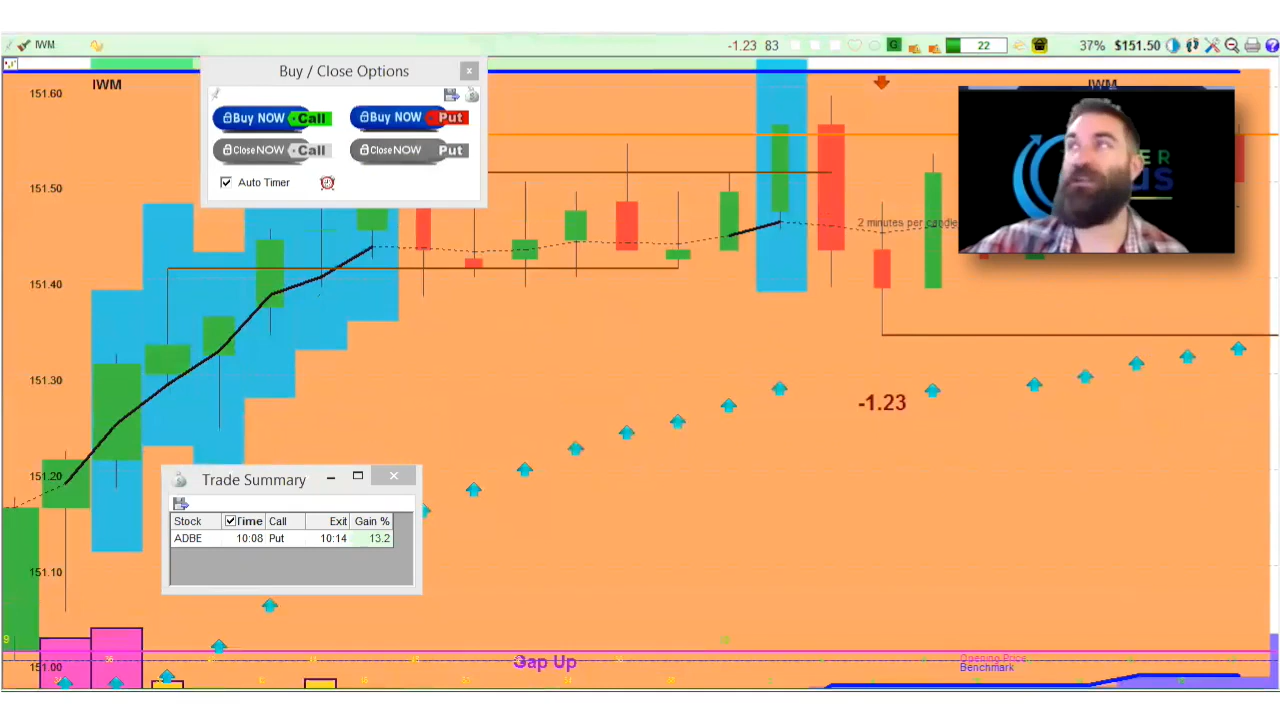 IWM
-1.23 83
G
22
37% $151.50
Buy / Close Options
Buy NOW Call
Buy NOW Put
Close NOW Call
Close NOW Put
Auto Timer
IWM
IWM
151.60
151.50
151.40
151.30
151.20
151.10
151.00
2 minutes per candle
-1.23
Trade Summary
Stock Time Call Exit Gain %
ADBE 10:08 Put 10:14 13.2
9
Gap Up
Opening Price
Benchmark